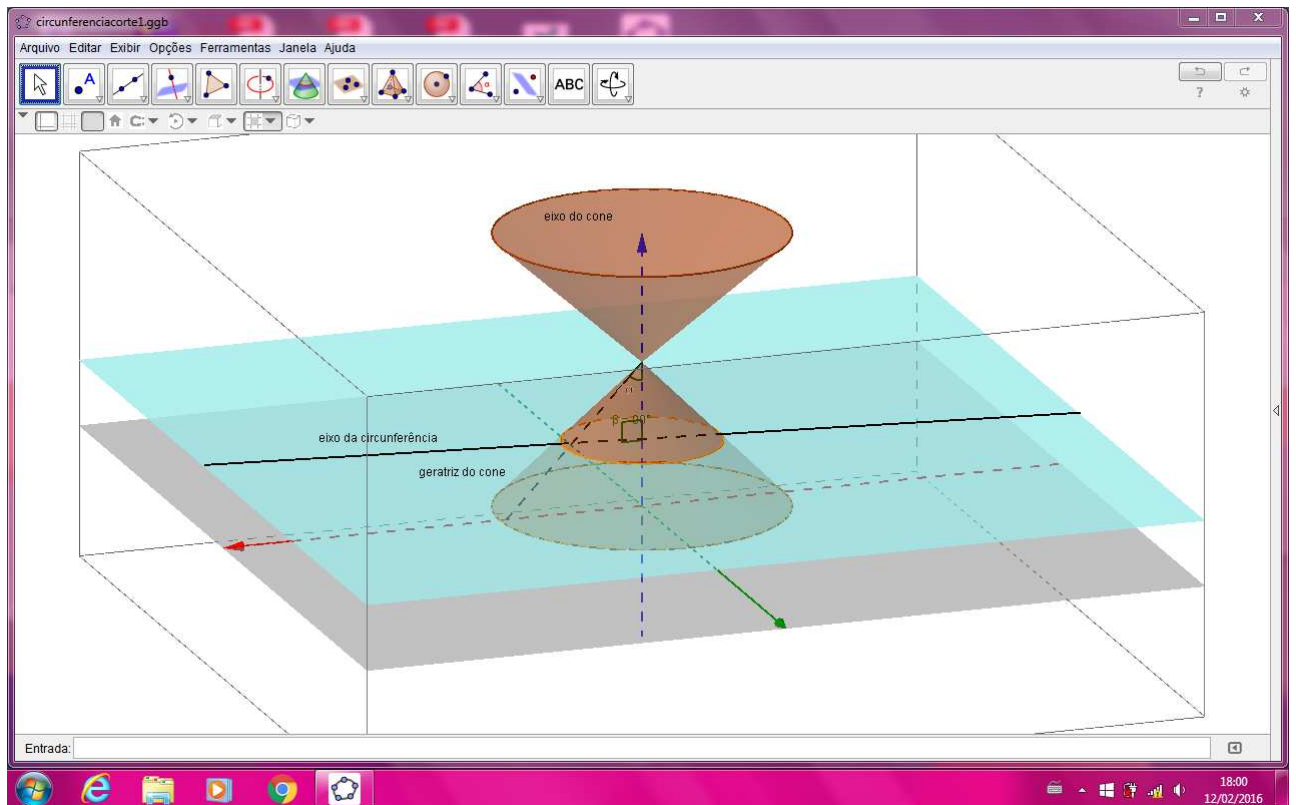 circunferenciacorte1.ggb
Arquivo Editar Exibir Opções Ferramentas Janela Ajuda
A
ABC
?
eixo do cone
α
β = 90°
eixo da circunferência
geratriz do cone
Entrada:
18:00
12/02/2016